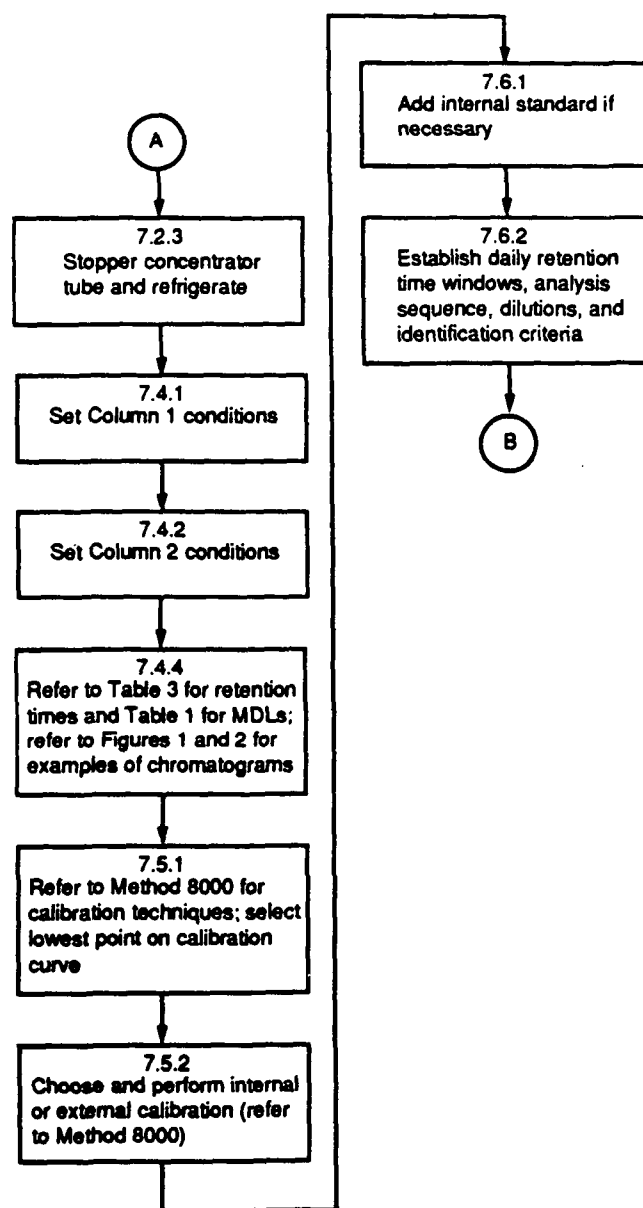 A
7.2.3
Stopper concentrator
tube and refrigerate
7.4.1
Set Column 1 conditions
7.4.2
Set Column 2 conditions
7.4.4
Refer to Table 3 for retention
times and Table 1 for MDLs;
refer to Figures 1 and 2 for
examples of chromatograms
7.5.1
Refer to Method 8000 for
calibration techniques; select
lowest point on calibration
curve
7.5.2
Choose and perform internal
or external calibration (refer
to Method 8000)
7.6.1
Add internal standard if
necessary
7.6.2
Establish daily retention
time windows, analysis
sequence, dilutions, and
identification criteria
B